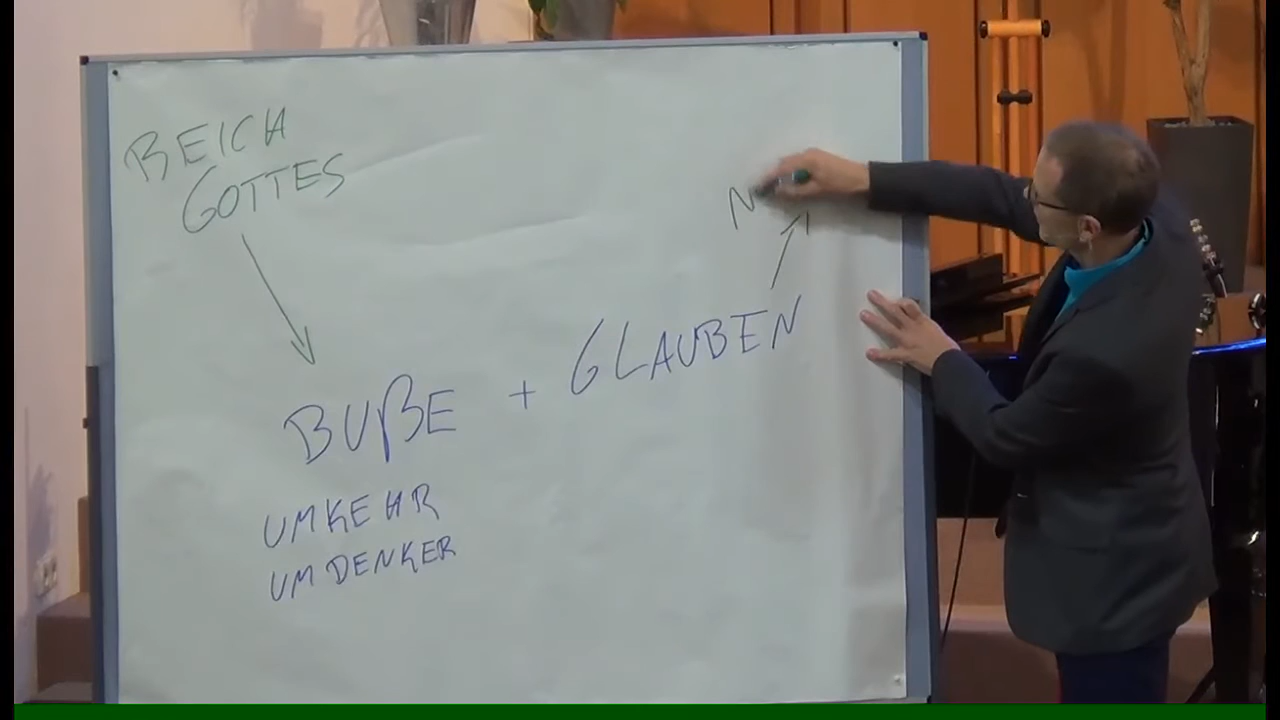 REICH
GOTTES
N
BUßE + GLAUBEN
UMKEHR
UMDENKER